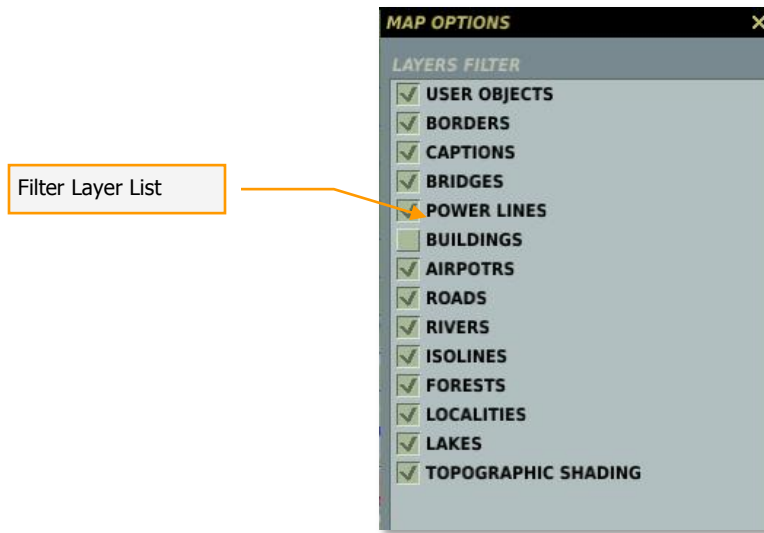 MAP OPTIONS ×
LAYERS FILTER
USER OBJECTS
BORDERS
CAPTIONS
BRIDGES
Filter Layer List
POWER LINES
BUILDINGS
AIRPOTRS
ROADS
RIVERS
ISOLINES
FORESTS
LOCALITIES
LAKES
TOPOGRAPHIC SHADING